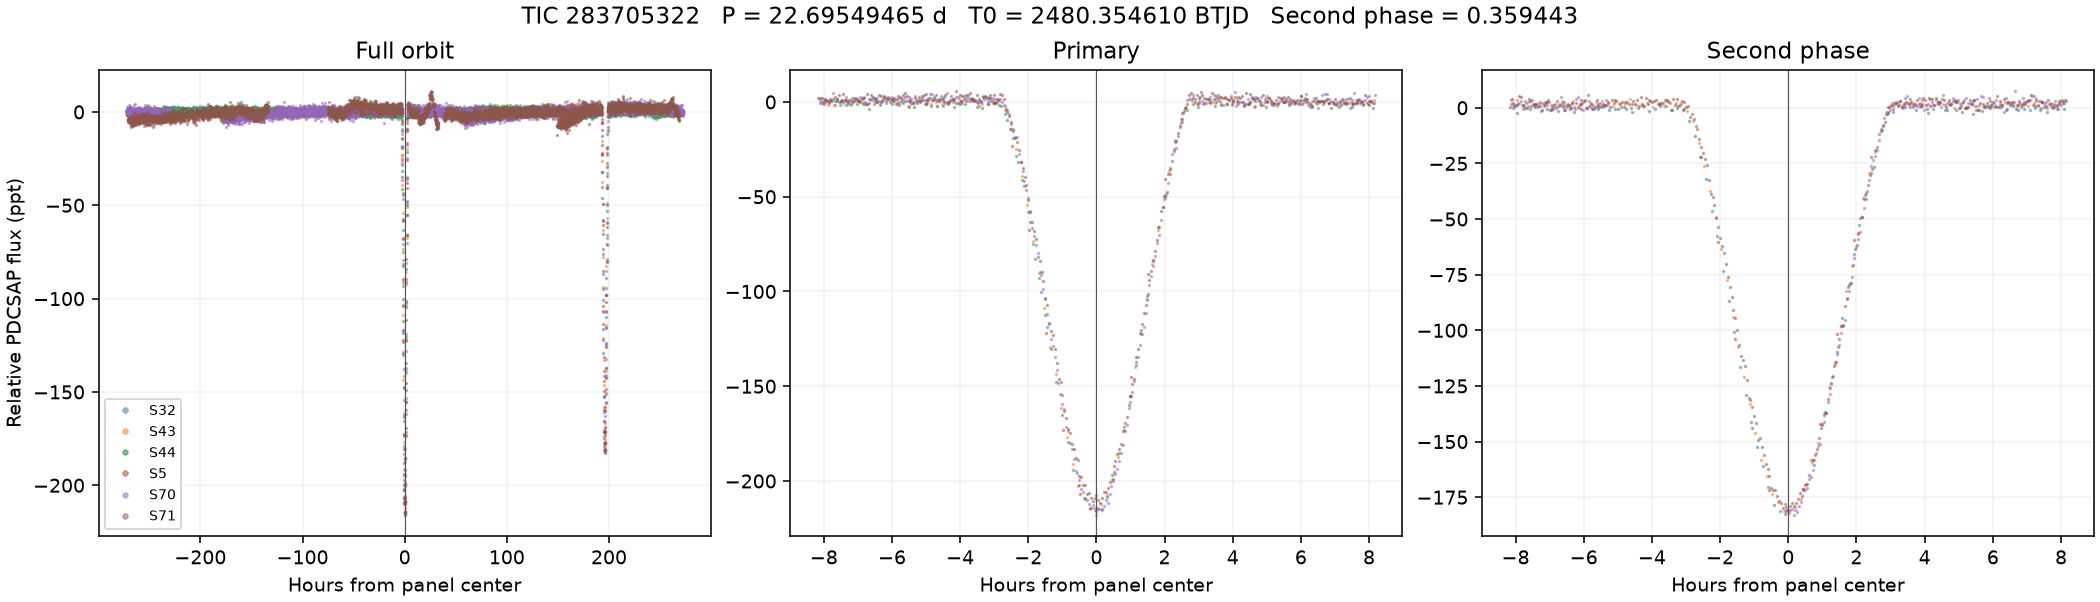 TIC 283705322   P = 22.69549465 d   T0 = 2480.354610 BTJD   Second phase = 0.359443
Full orbit
Relative PDCSAP flux (ppt)
0
−50
−100
−150
−200
S32
S43
S44
S5
S70
S71
−200 −100 0 100 200
Hours from panel center
Primary
0
−50
−100
−150
−200
−8 −6 −4 −2 0 2 4 6 8
Hours from panel center
Second phase
0
−25
−50
−75
−100
−125
−150
−175
−8 −6 −4 −2 0 2 4 6 8
Hours from panel center